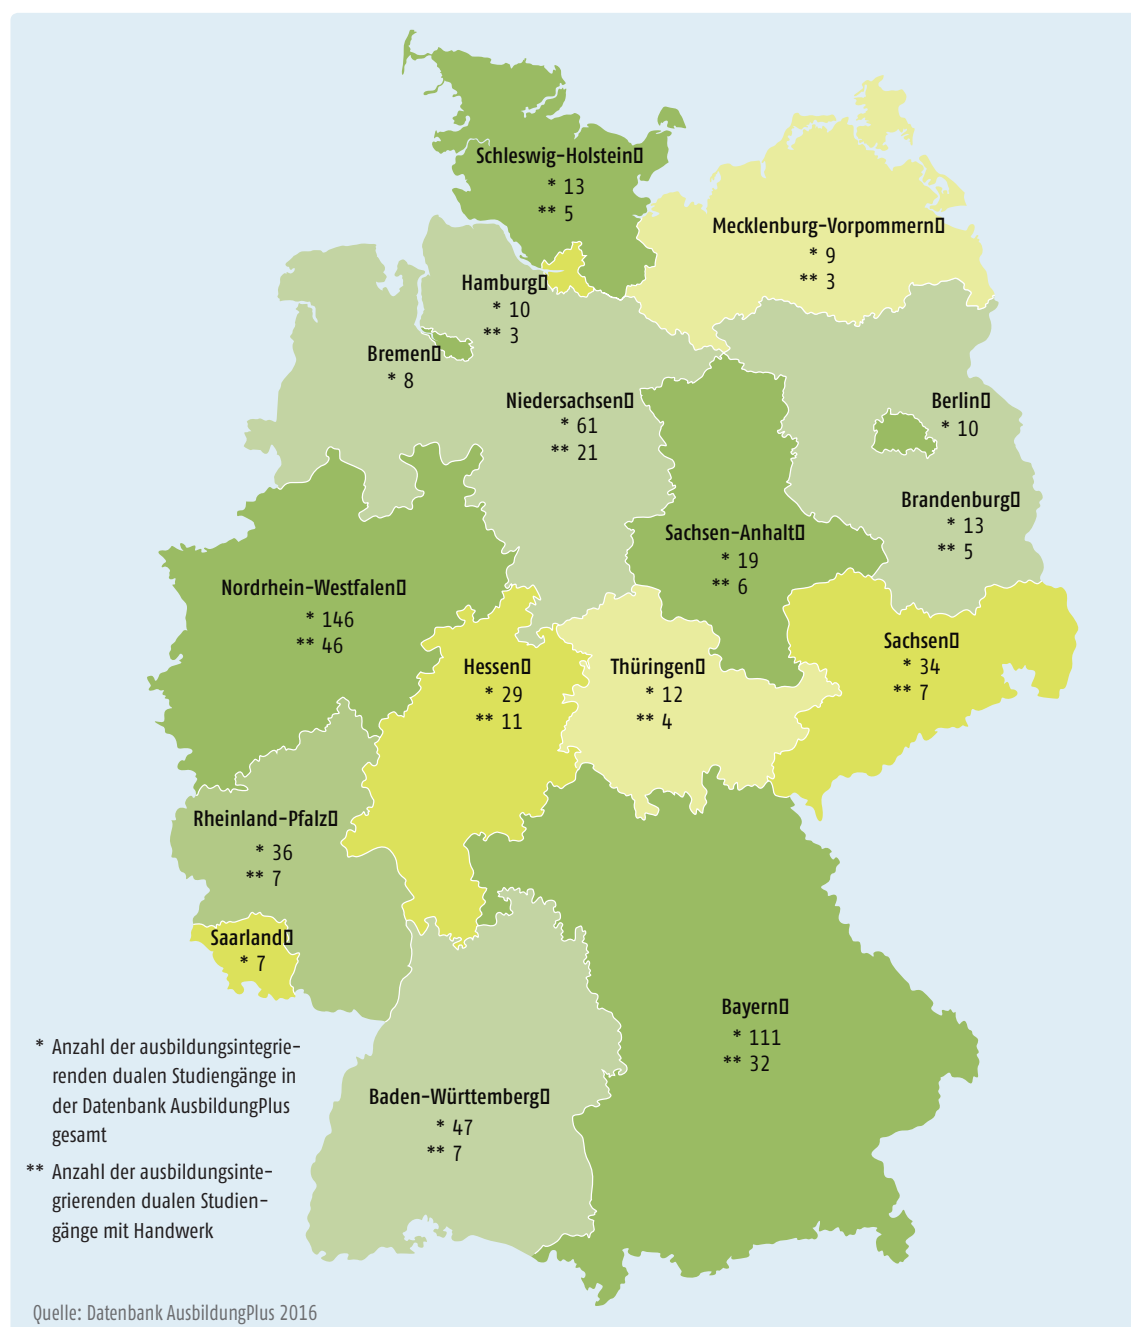 Schleswig-Holstein
* 13
** 5
Mecklenburg-Vorpommern
* 9
** 3
Hamburg
* 10
** 3
Bremen
* 8
Niedersachsen
* 61
** 21
Berlin
* 10
Brandenburg
* 13
** 5
Sachsen-Anhalt
* 19
** 6
Nordrhein-Westfalen
* 146
** 46
Hessen
* 29
** 11
Thüringen
* 12
** 4
Sachsen
* 34
** 7
Rheinland-Pfalz
* 36
** 7
Saarland
* 7
Bayern
* 111
** 32
Baden-Württemberg
* 47
** 7
* Anzahl der ausbildungsintegrie-
renden dualen Studiengänge in
der Datenbank AusbildungPlus
gesamt
** Anzahl der ausbildungsinte-
grierenden dualen Studien-
gänge mit Handwerk
Quelle: Datenbank AusbildungPlus 2016